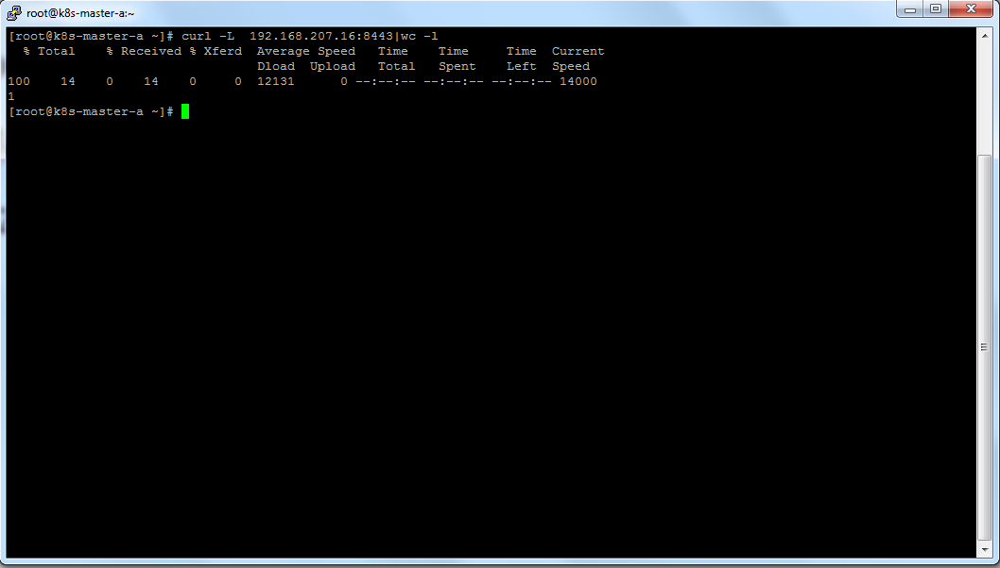 root@k8s-master-a:~
[root@k8s-master-a ~]# curl -L  192.168.207.16:8443|wc -l
  % Total    % Received % Xferd  Average Speed   Time    Time     Time  Current
                                 Dload  Upload   Total   Spent    Left  Speed
100    14    0    14    0     0  12131      0 --:--:-- --:--:-- --:--:-- 14000
1
[root@k8s-master-a ~]#